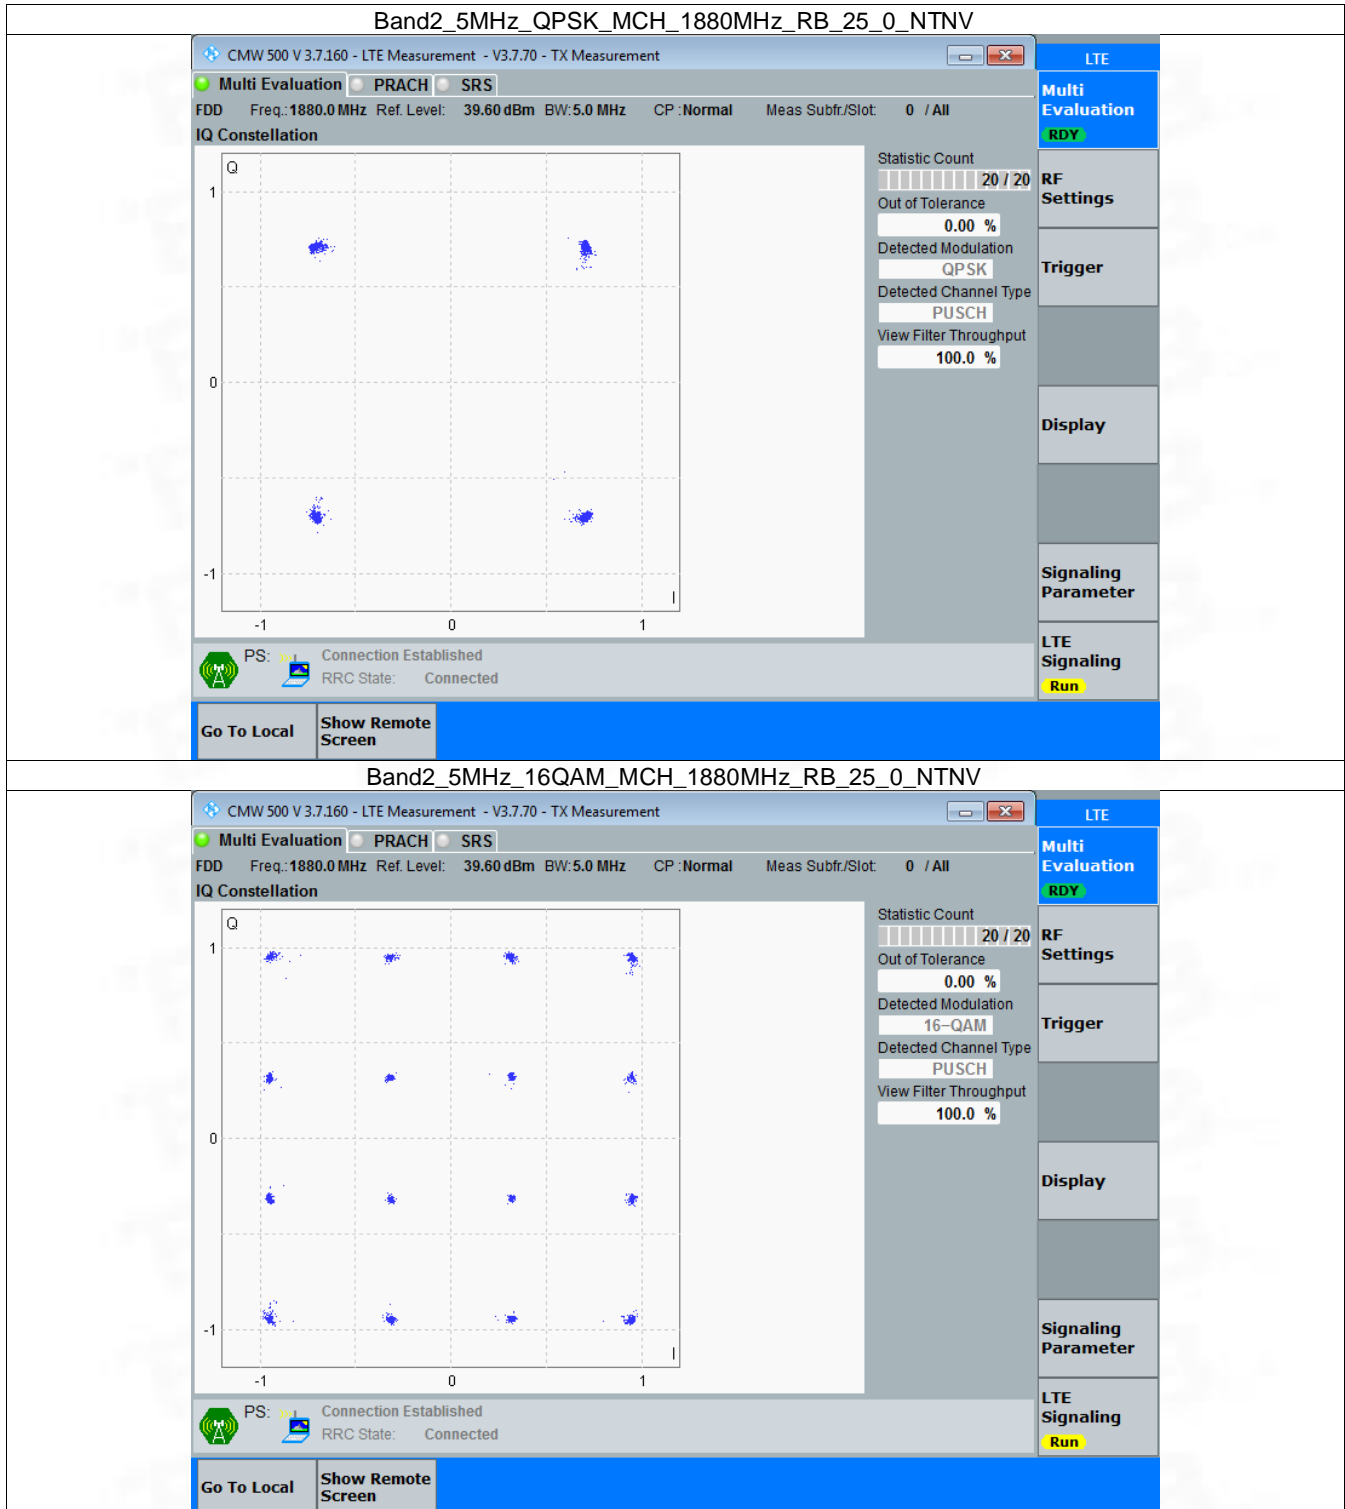 Band2_5MHz_QPSK_MCH_1880MHz_RB_25_0_NTNV
CMW 500 V 3.7.160 - LTE Measurement - V3.7.70 - TX Measurement
LTE
Multi Evaluation PRACH SRS
Multi Evaluation
RDY
FDD Freq.: 1880.0 MHz Ref. Level: 39.60 dBm BW: 5.0 MHz CP : Normal Meas Subfr./Slot: 0 / All
IQ Constellation
Q
1
0
-1
I
-1 0 1
Statistic Count
20 / 20
Out of Tolerance
0.00 %
Detected Modulation
QPSK
Detected Channel Type
PUSCH
View Filter Throughput
100.0 %
RF
Settings
Trigger
Display
Signaling
Parameter
LTE
Signaling
Run
PS: Connection Established
RRC State: Connected
Go To Local
Show Remote
Screen
Band2_5MHz_16QAM_MCH_1880MHz_RB_25_0_NTNV
CMW 500 V 3.7.160 - LTE Measurement - V3.7.70 - TX Measurement
LTE
Multi Evaluation PRACH SRS
Multi Evaluation
RDY
FDD Freq.: 1880.0 MHz Ref. Level: 39.60 dBm BW: 5.0 MHz CP : Normal Meas Subfr./Slot: 0 / All
IQ Constellation
Q
1
0
-1
I
-1 0 1
Statistic Count
20 / 20
Out of Tolerance
0.00 %
Detected Modulation
16-QAM
Detected Channel Type
PUSCH
View Filter Throughput
100.0 %
RF
Settings
Trigger
Display
Signaling
Parameter
LTE
Signaling
Run
PS: Connection Established
RRC State: Connected
Go To Local
Show Remote
Screen